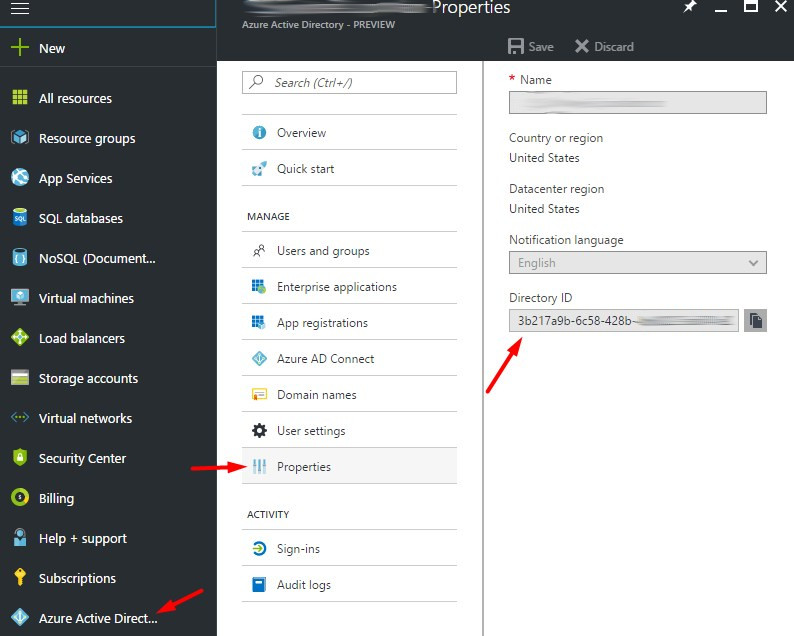 Properties
Azure Active Directory - PREVIEW
Save
Discard
New
All resources
Resource groups
App Services
SQL databases
NoSQL (Document...
Virtual machines
Load balancers
Storage accounts
Virtual networks
Security Center
Billing
Help + support
Subscriptions
Azure Active Direct...
Search (Ctrl+/)
Overview
Quick start
MANAGE
Users and groups
Enterprise applications
App registrations
Azure AD Connect
Domain names
User settings
Properties
ACTIVITY
Sign-ins
Audit logs
* Name
Country or region
United States
Datacenter region
United States
Notification language
English
Directory ID
3b217a9b-6c58-428b-